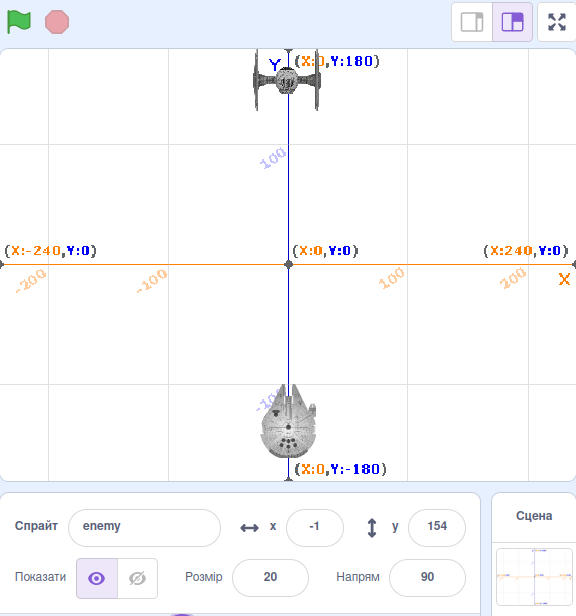 Y (X:0,Y:180)
100
(X:-240,Y:0) (X:0,Y:0) (X:240,Y:0)
-200 -100 100 200 X
-100
(X:0,Y:-180)
Спрайт enemy x -1 y 154
Сцена
Показати Розмір 20 Напрям 90